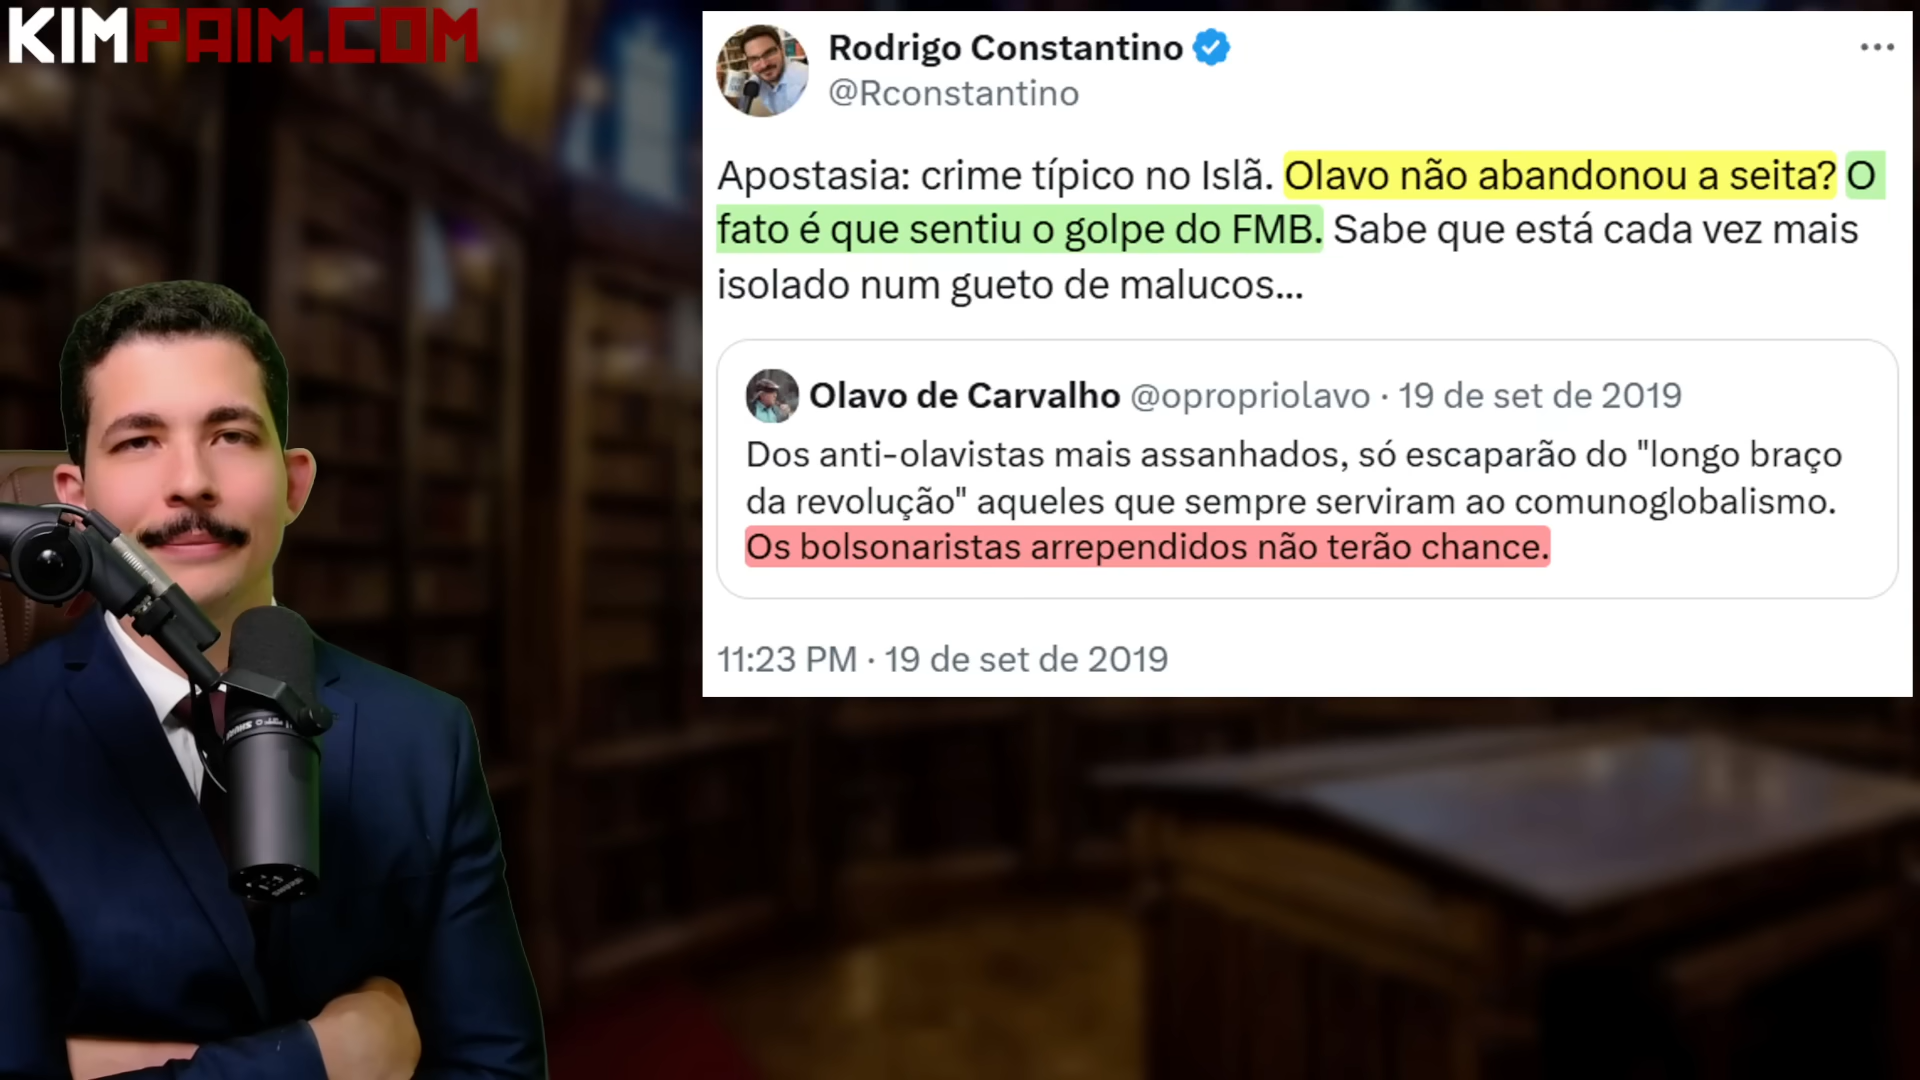 KIMPAIM.COM
Rodrigo Constantino
@Rconstantino
Apostasia: crime típico no Islã. Olavo não abandonou a seita? O
fato é que sentiu o golpe do FMB. Sabe que está cada vez mais
isolado num gueto de malucos...
Olavo de Carvalho @opropriolavo · 19 de set de 2019
Dos anti-olavistas mais assanhados, só escaparão do "longo braço
da revolução" aqueles que sempre serviram ao comunoglobalismo.
Os bolsonaristas arrependidos não terão chance.
11:23 PM · 19 de set de 2019